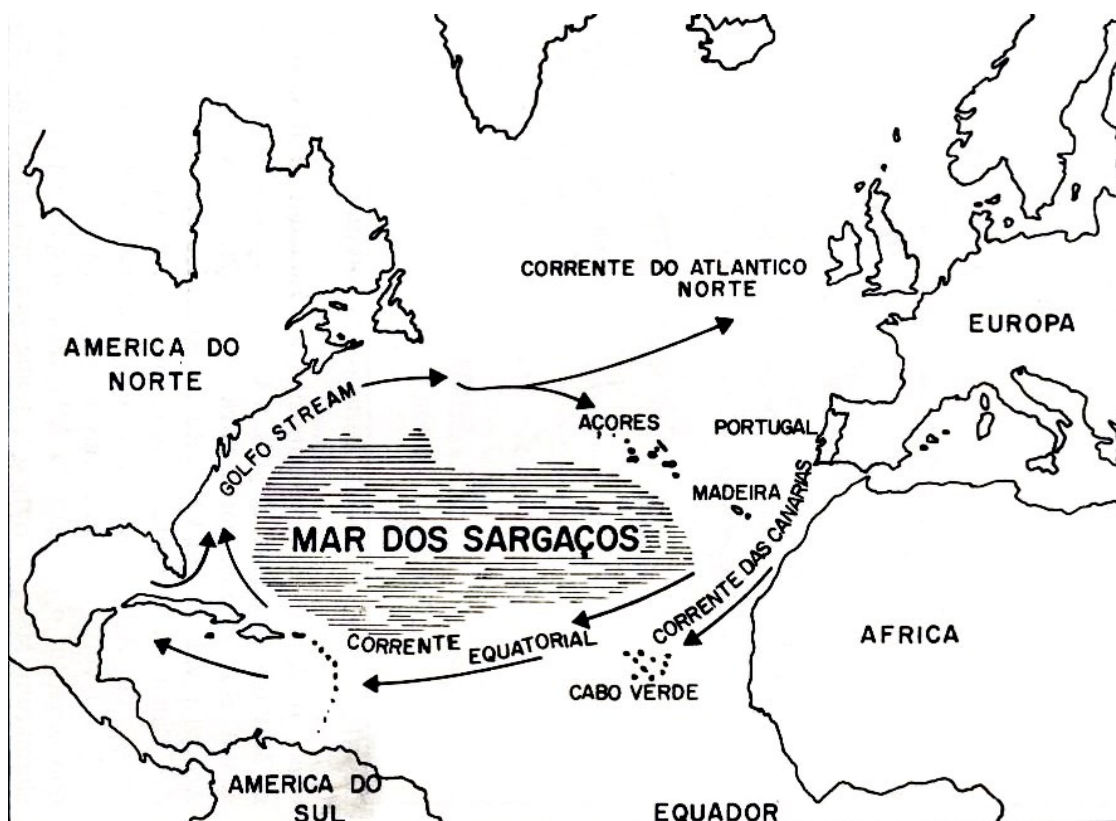 CORRENTE DO ATLANTICO
NORTE
EUROPA
AMERICA DO
NORTE
GOLFO STREAM
AÇORES
PORTUGAL
MADEIRA
MAR DOS SARGAÇOS
CORRENTE DAS CANARIAS
CORRENTE EQUATORIAL
AFRICA
CABO VERDE
AMERICA DO
SUL
EQUADOR